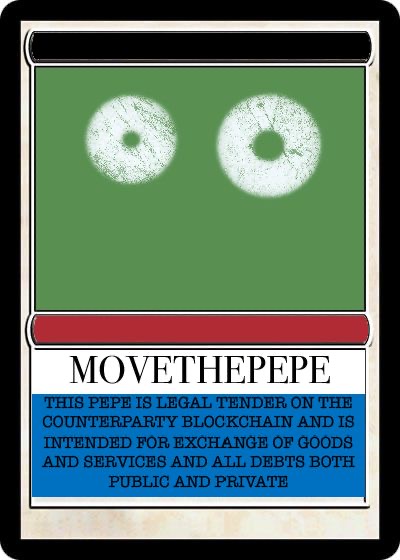 MOVETHEPEPE
THIS PEPE IS LEGAL TENDER ON THE
COUNTERPARTY BLOCKCHAIN AND IS
INTENDED FOR EXCHANGE OF GOODS
AND SERVICES AND ALL DEBTS BOTH
PUBLIC AND PRIVATE